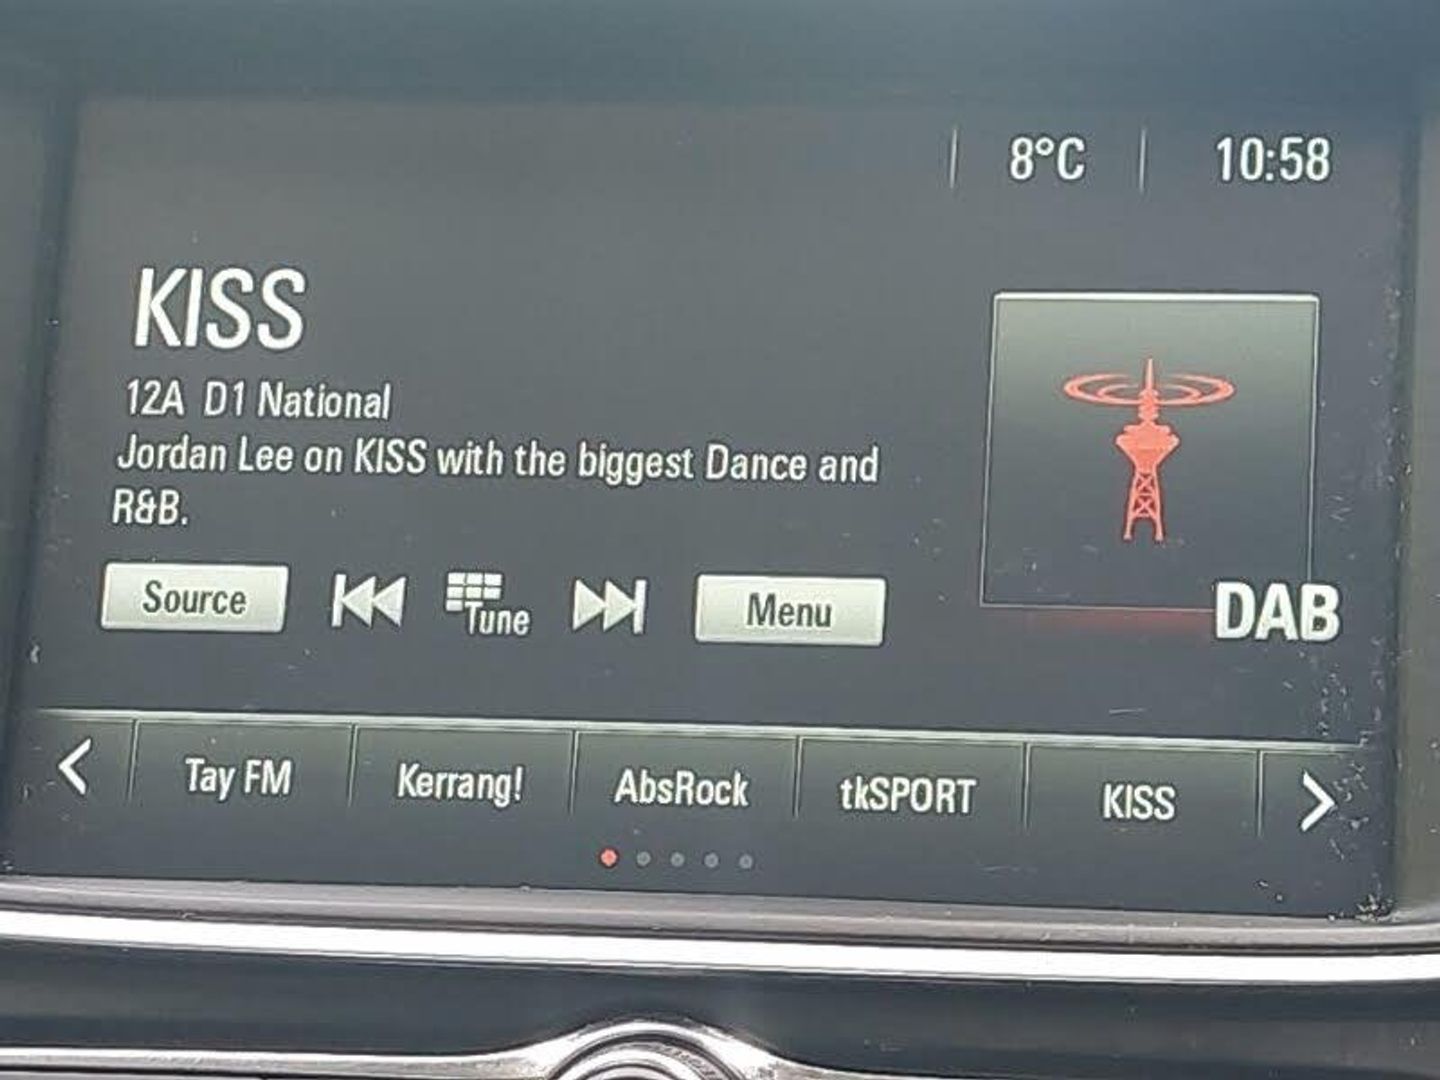 8°C 10:58
KISS
12A D1 National
Jordan Lee on KISS with the biggest Dance and
R&B.
Source Tune Menu
DAB
Tay FM Kerrang! AbsRock tkSPORT KISS